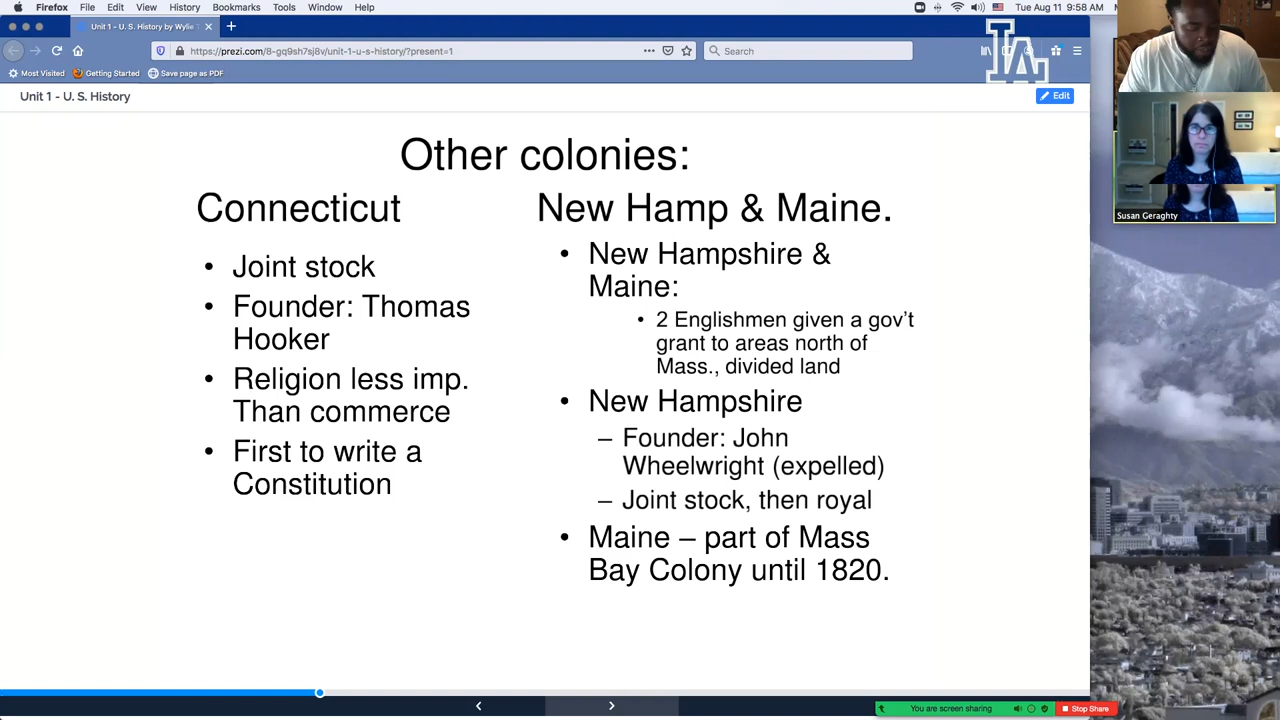 Firefox File Edit View History Bookmarks Tools Window Help
Tue Aug 11 9:58 AM
Unit 1 - U. S. History by Wylie
https://prezi.com/8-gq9sh7sj8v/unit-1-u-s-history/?present=1
Search
Most Visited Getting Started Save page as PDF
LA
Unit 1 - U. S. History
Edit
Other colonies:
Connecticut
• Joint stock
• Founder: Thomas
Hooker
• Religion less imp.
Than commerce
• First to write a
Constitution
New Hamp & Maine.
• New Hampshire &
Maine:
• 2 Englishmen given a gov’t
grant to areas north of
Mass., divided land
• New Hampshire
– Founder: John
Wheelwright (expelled)
– Joint stock, then royal
• Maine – part of Mass
Bay Colony until 1820.
Susan Geraghty
You are screen sharing
Stop Share